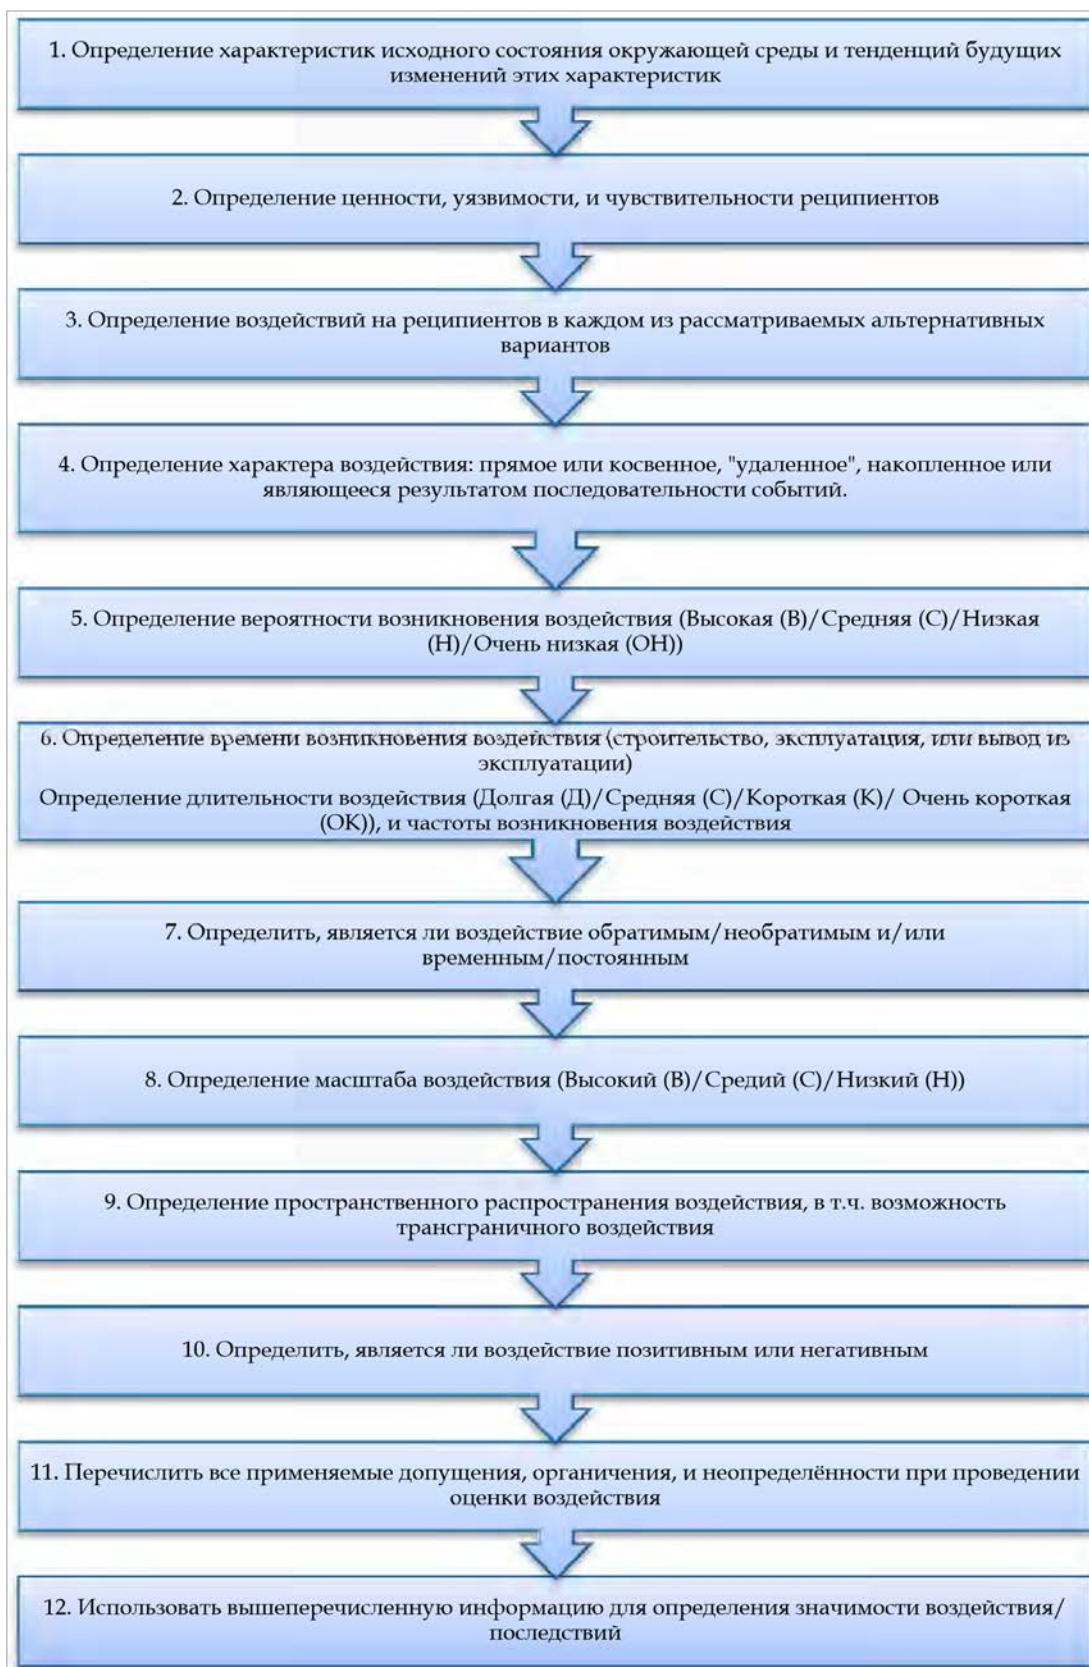 1. Определение характеристик исходного состояния окружающей среды и тенденций будущих
изменений этих характеристик
2. Определение ценности, уязвимости, и чувствительности реципиентов
3. Определение воздействий на реципиентов в каждом из рассматриваемых альтернативных
вариантов
4. Определение характера воздействия: прямое или косвенное, "удаленное", накопленное или
являющееся результатом последовательности событий.
5. Определение вероятности возникновения воздействия (Высокая (В)/Средняя (С)/Низкая
(Н)/Очень низкая (ОН))
6. Определение времени возникновения воздействия (строительство, эксплуатация, или вывод из
эксплуатации)
Определение длительности воздействия (Долгая (Д)/Средняя (С)/Короткая (К)/ Очень короткая
(ОК)), и частоты возникновения воздействия
7. Определить, является ли воздействие обратимым/необратимым и/или
временным/постоянным
8. Определение масштаба воздействия (Высокий (В)/Средий (С)/Низкий (Н))
9. Определение пространственного распространения воздействия, в т.ч. возможность
трансграничного воздействия
10. Определить, является ли воздействие позитивным или негативным
11. Перечислить все применяемые допущения, органичения, и неопределённости при проведении
оценки воздействия
12. Использовать вышеперечисленную информацию для определения значимости воздействия/
последствий